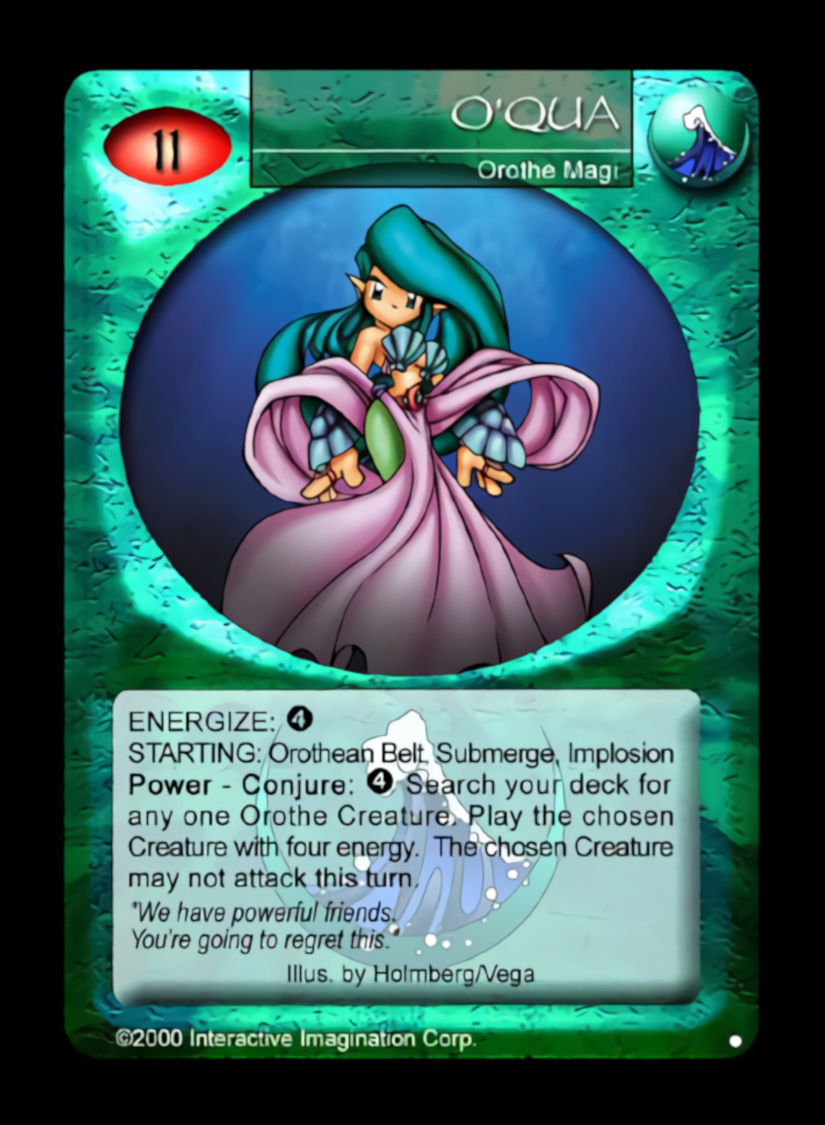 11
O'QUA
Orothe Magi
ENERGIZE: 4
STARTING: Orothean Belt, Submerge, Implosion
Power - Conjure: 4 Search your deck for
any one Orothe Creature. Play the chosen
Creature with four energy. The chosen Creature
may not attack this turn.
"We have powerful friends.
You're going to regret this."
Illus. by Holmberg/Vega
©2000 Interactive Imagination Corp.